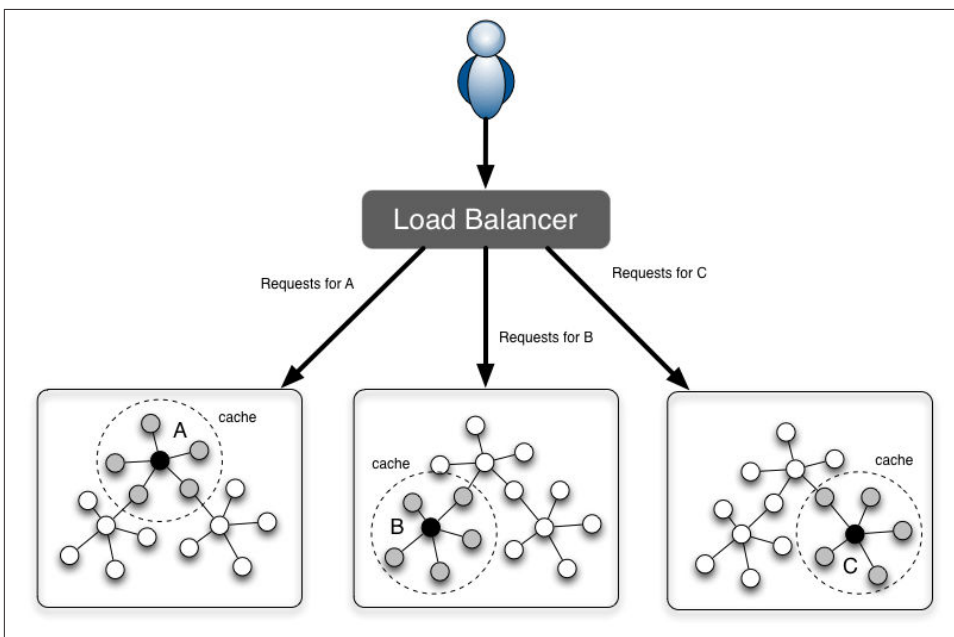 Load Balancer
Requests for A
Requests for C
Requests for B
A
cache
cache
B
cache
C